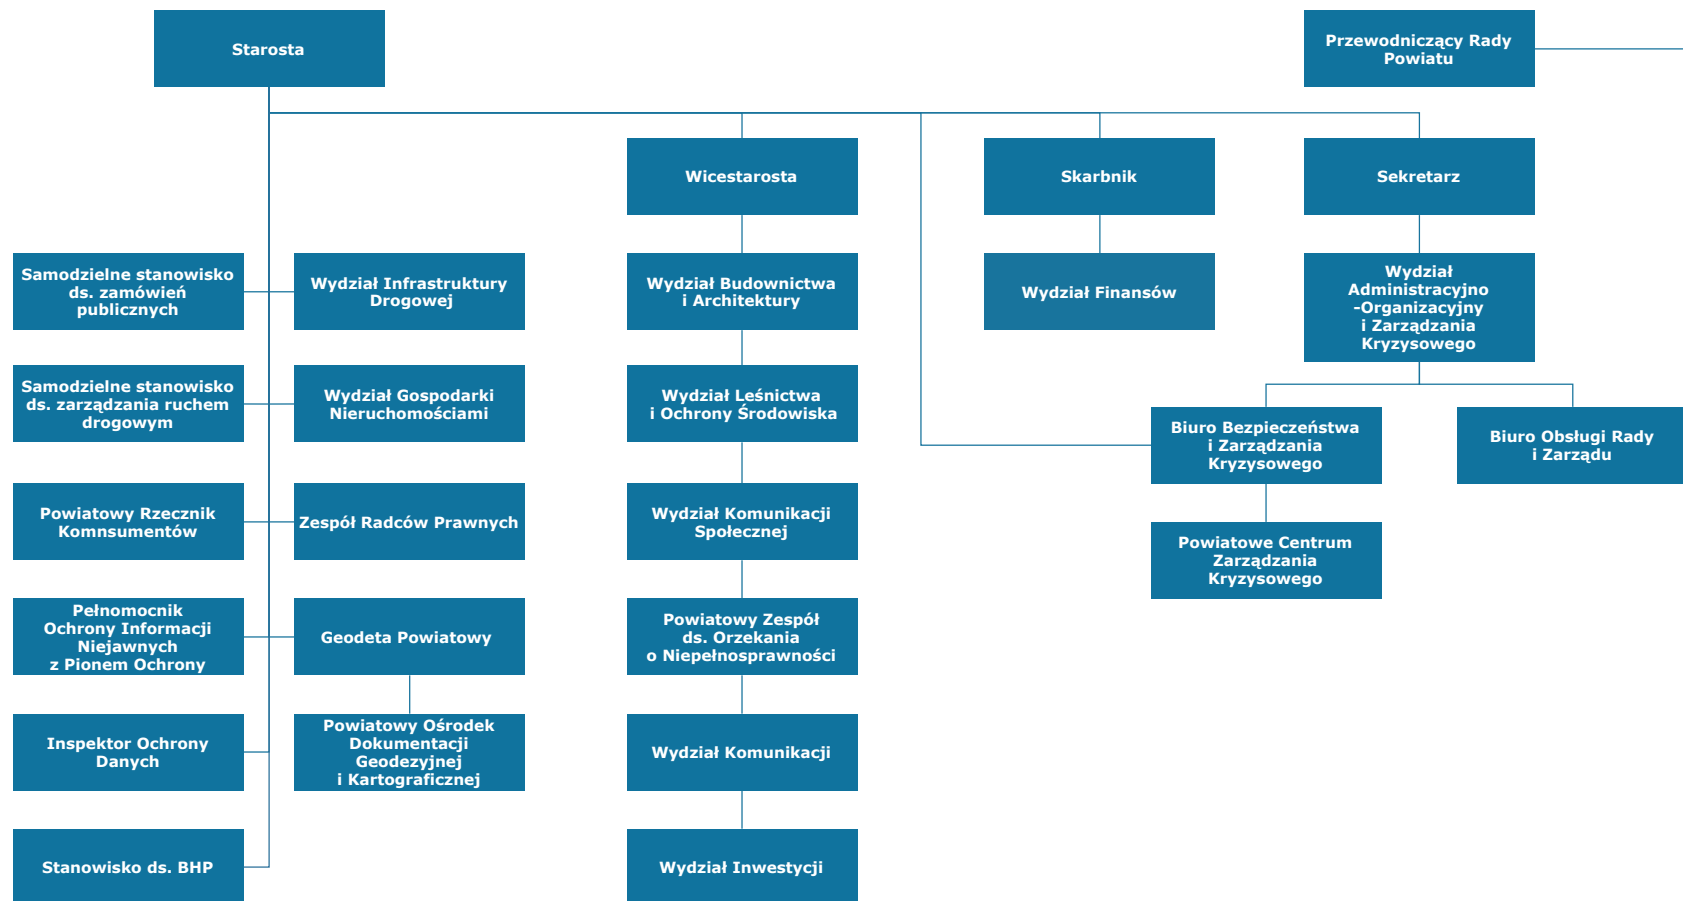 Starosta
Przewodniczący Rady
Powiatu
Wicestarosta
Skarbnik
Sekretarz
Samodzielne stanowisko
ds. zamówień
publicznych
Wydział Infrastruktury
Drogowej
Wydział Budownictwa
i Architektury
Wydział Finansów
Wydział
Administracyjno
–Organizacyjny
i Zarządzania
Kryzysowego
Samodzielne stanowisko
ds. zarządzania ruchem
drogowym
Wydział Gospodarki
Nieruchomościami
Wydział Leśnictwa
i Ochrony Środowiska
Biuro Bezpieczeństwa
i Zarządzania
Kryzysowego
Biuro Obsługi Rady
i Zarządu
Powiatowy Rzecznik
Komnsumentów
Zespół Radców Prawnych
Wydział Komunikacji
Społecznej
Powiatowe Centrum
Zarządzania
Kryzysowego
Pełnomocnik
Ochrony Informacji
Niejawnych
z Pionem Ochrony
Geodeta Powiatowy
Powiatowy Zespół
ds. Orzekania
o Niepełnosprawności
Inspektor Ochrony
Danych
Powiatowy Ośrodek
Dokumentacji
Geodezyjnej
i Kartograficznej
Wydział Komunikacji
Stanowisko ds. BHP
Wydział Inwestycji